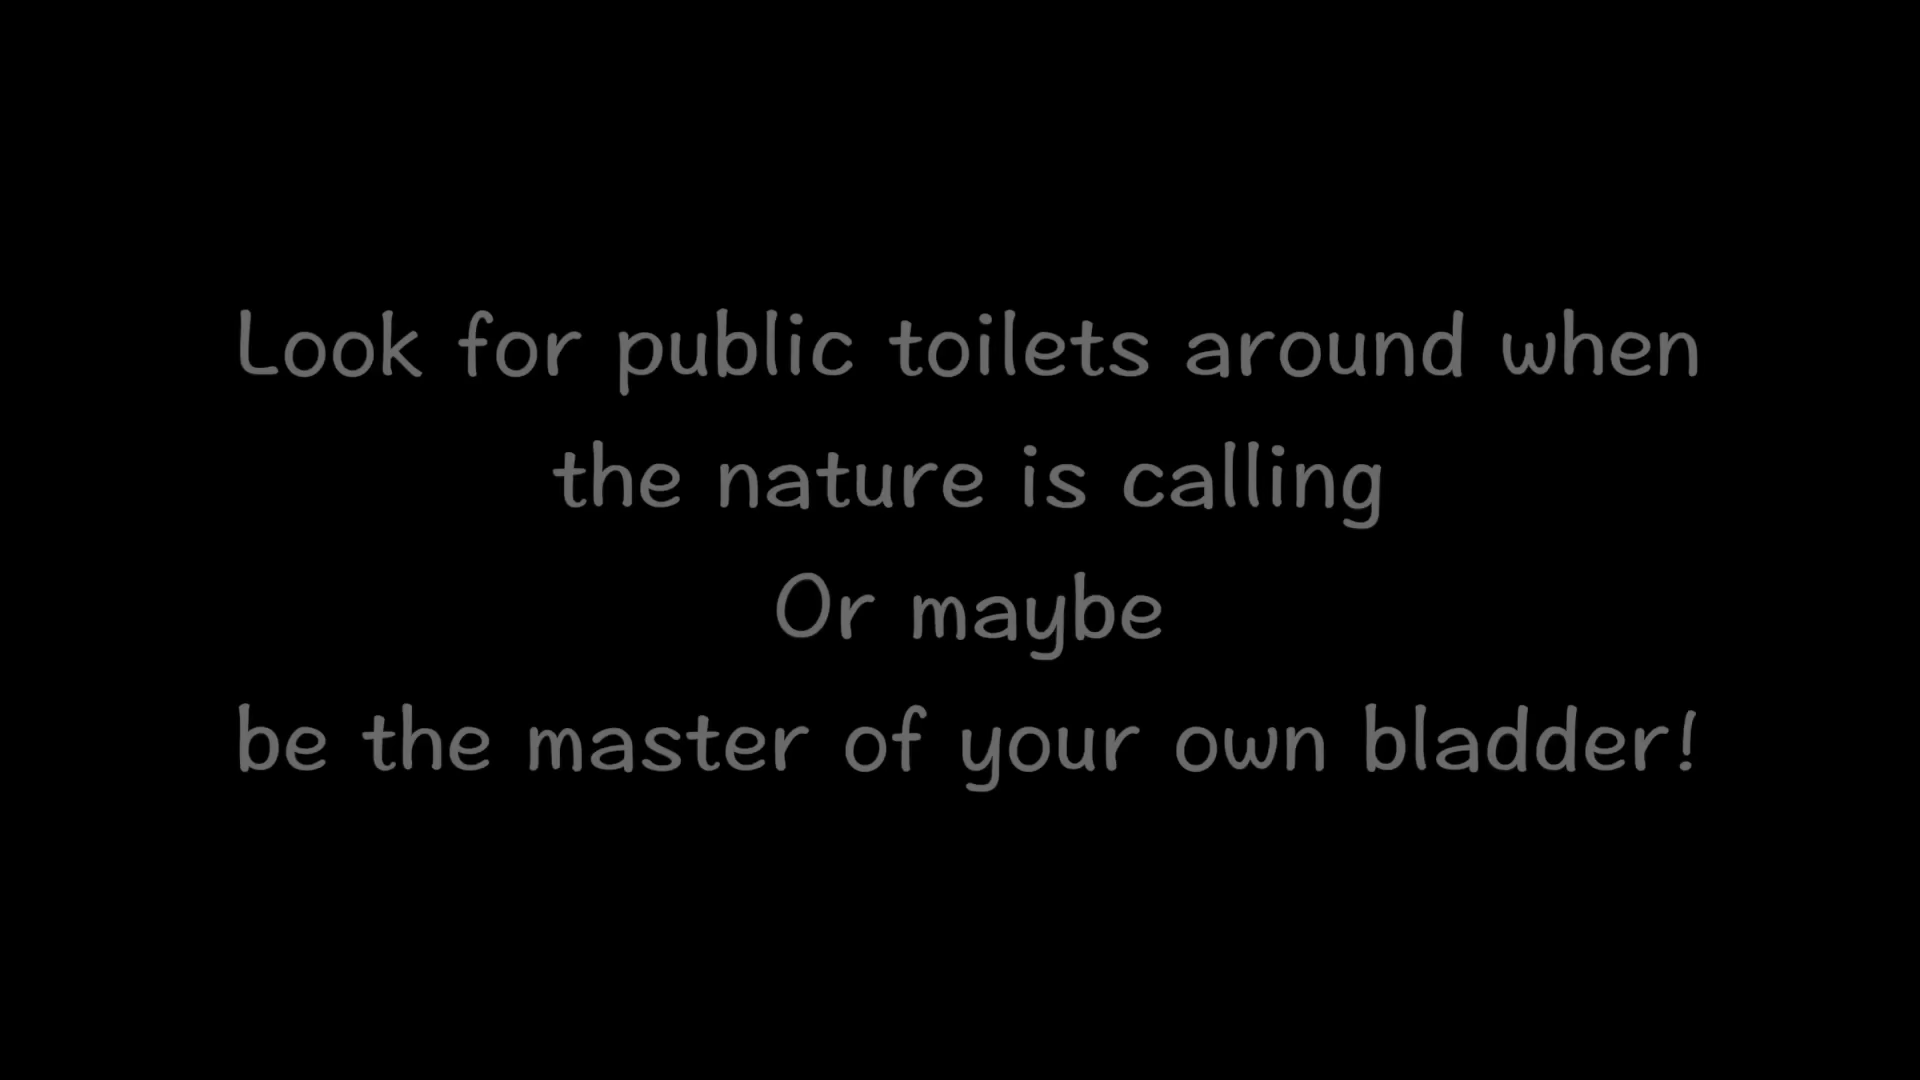 Look for public toilets around when
the nature is calling
Or maybe
be the master of your own bladder!